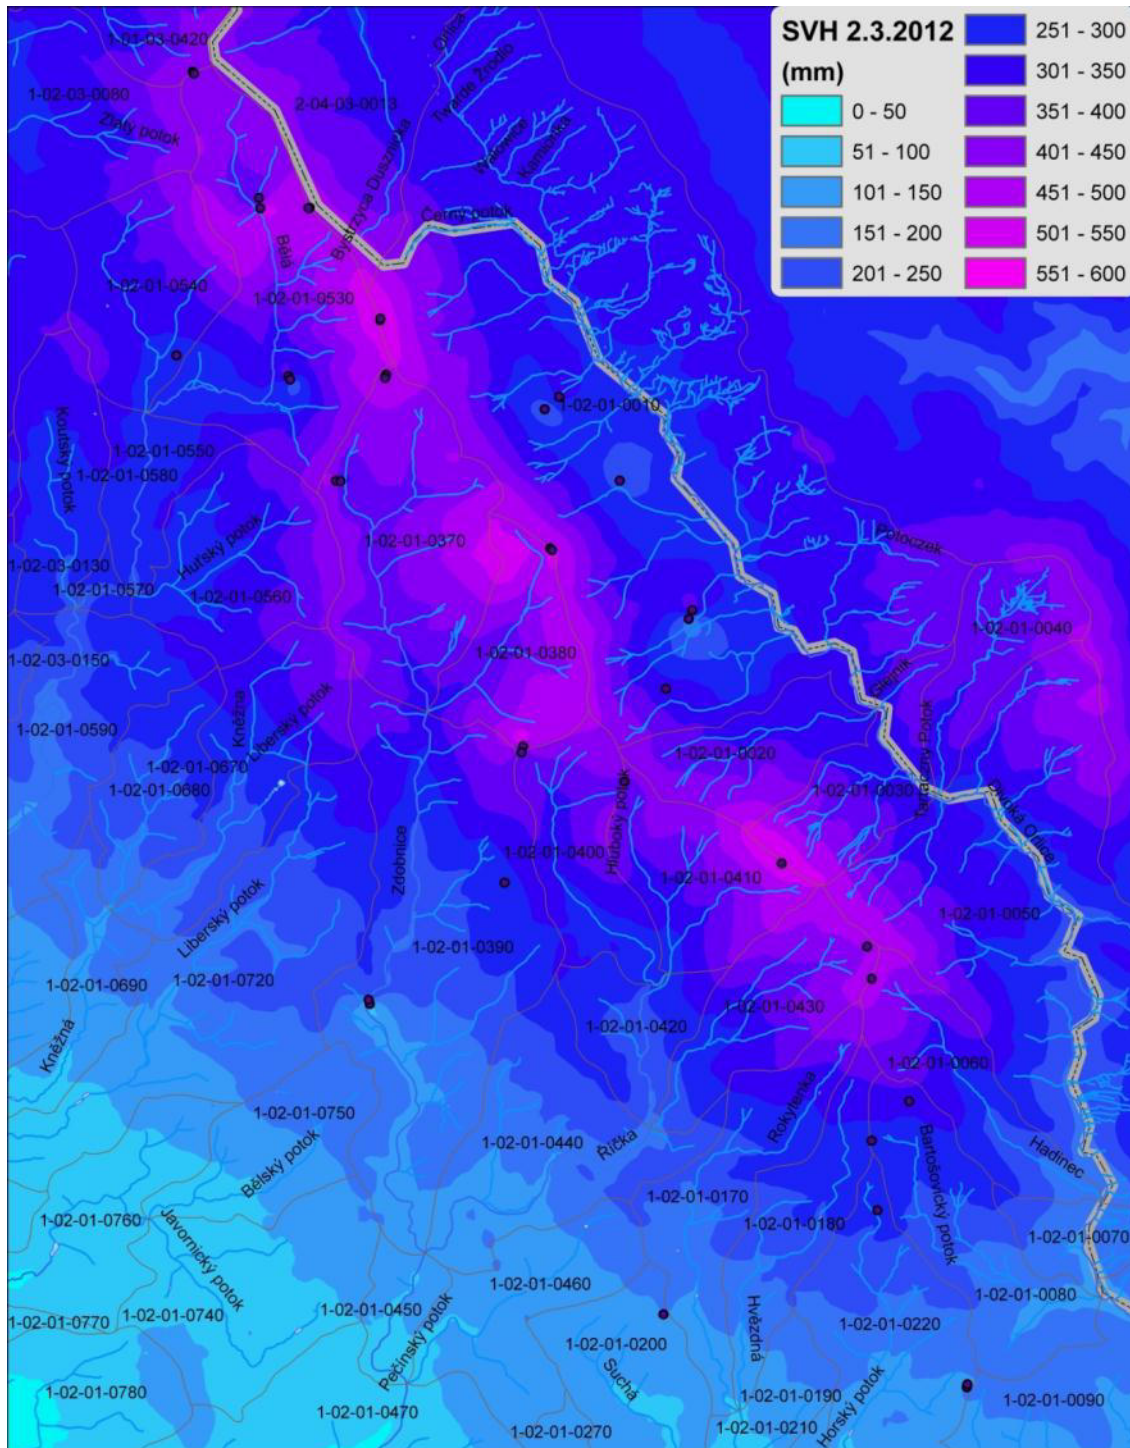 SVH 2.3.2012
(mm)
0 - 50
51 - 100
101 - 150
151 - 200
201 - 250
251 - 300
301 - 350
351 - 400
401 - 450
451 - 500
501 - 550
551 - 600
1-01-03-0420
1-02-03-0080
Zlatý potok
2-04-03-0013
Orlica
Twarde Źrodlo
Kamionka
Bystrzyca Dusznicka
Černý potok
Bělá
1-02-01-0540
1-02-01-0530
1-02-01-0010
Koutský potok
1-02-01-0550
1-02-01-0580
Huťský potok
1-02-01-0370
Potoczek
1-02-03-0130
1-02-01-0570
1-02-01-0560
1-02-01-0040
1-02-01-0380
1-02-03-0150
Glejnik
Kněžna
Liberský potok
Tartaczny Potok
1-02-01-0590
1-02-01-0670
1-02-01-0680
1-02-01-0020
1-02-01-0030
Divoká Orlice
Hluboký potok
Zdobnice
1-02-01-0400
1-02-01-0410
1-02-01-0050
Liberský potok
1-02-01-0390
1-02-01-0690
1-02-01-0720
1-02-01-0430
1-02-01-0420
Kněžná
1-02-01-0060
Rokytenka
1-02-01-0750
1-02-01-0440
Říčka
Bartošovický potok
Hadinec
Bělský potok
1-02-01-0170
1-02-01-0760
1-02-01-0180
1-02-01-0070
Javornický potok
1-02-01-0460
1-02-01-0080
1-02-01-0770
1-02-01-0740
1-02-01-0450
Pečínský potok
Hvězdná
1-02-01-0220
1-02-01-0200
Suchá
1-02-01-0780
1-02-01-0190
1-02-01-0090
1-02-01-0470
1-02-01-0270
1-02-01-0210
Horský potok